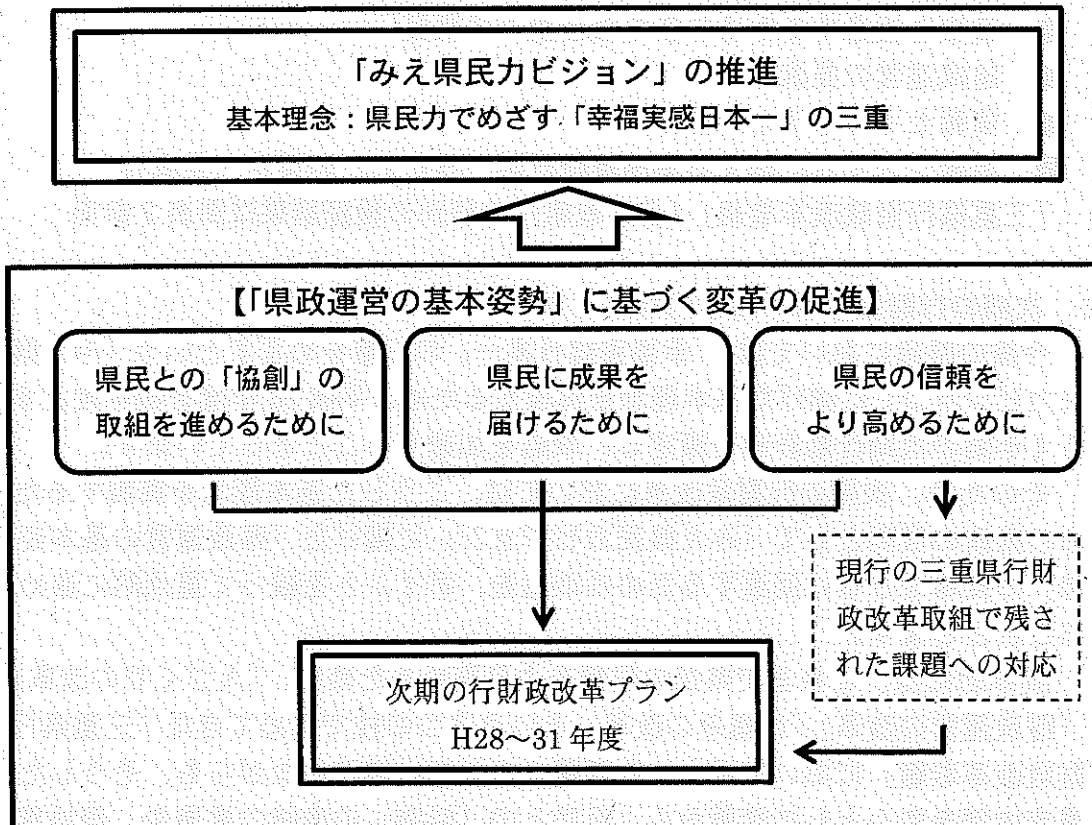 「みえ県民力ビジョン」の推進
基本理念：県民力でめざす「幸福実感日本一」の三重
【「県政運営の基本姿勢」に基づく変革の促進】
県民との「協創」の
取組を進めるために
県民に成果を
届けるために
県民の信頼を
より高めるために
現行の三重県行財
政改革取組で残さ
れた課題への対応
次期の行財政改革プラン
H28～31年度